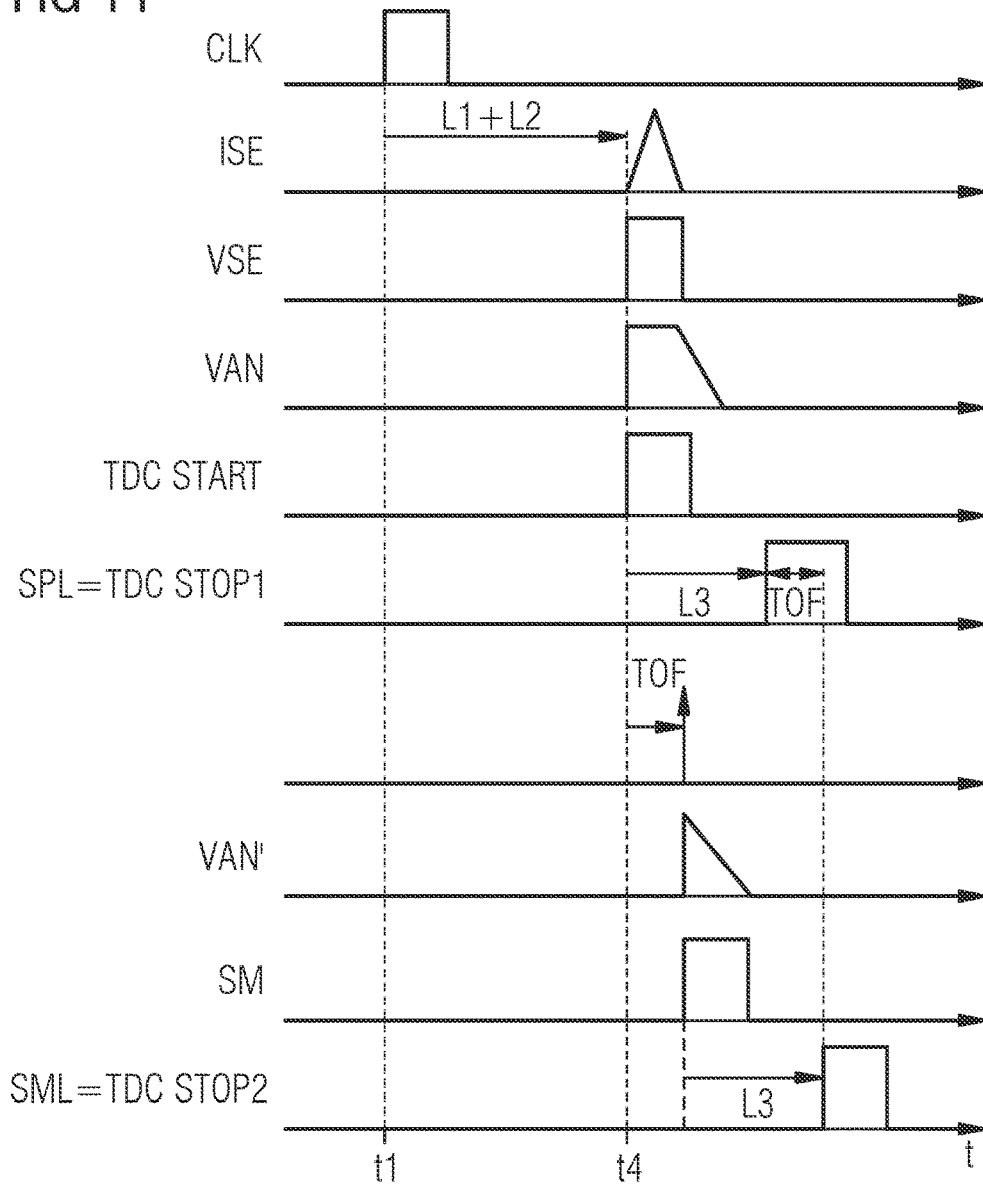 CLK
L1+L2
ISE
VSE
VAN
TDC START
SPL=TDC STOP1
L3
TOF
TOF
VAN'
SM
SML=TDC STOP2
L3
t1
t4
t